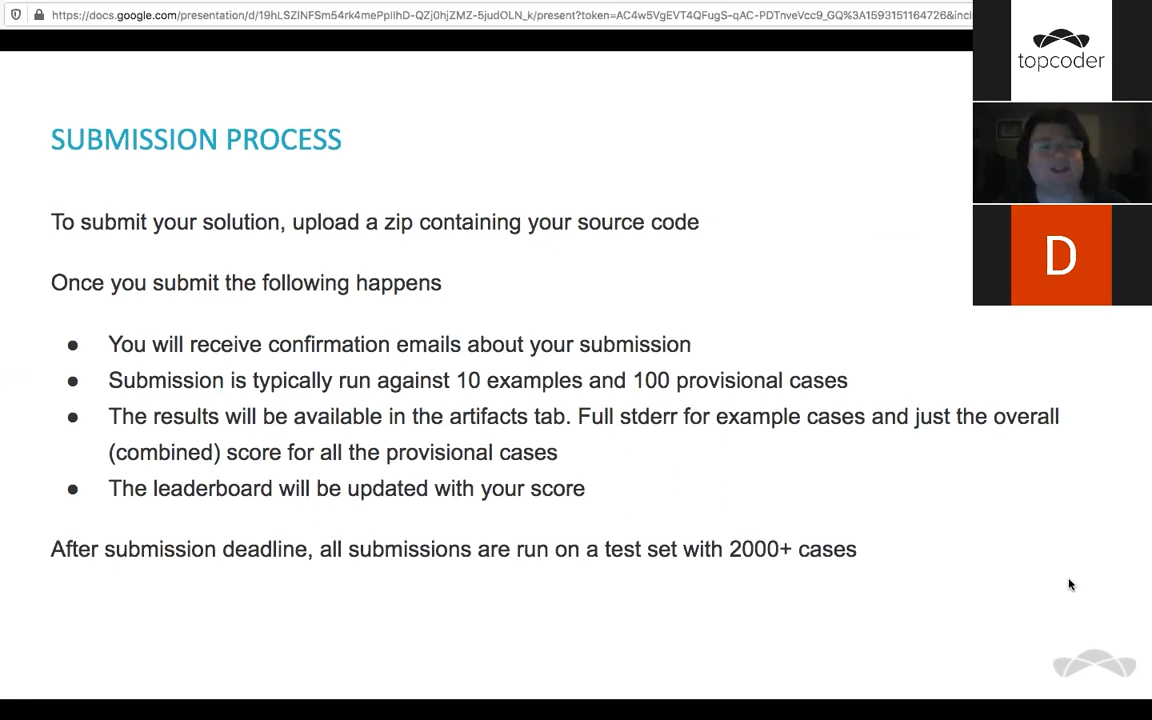 https://docs.google.com/presentation/d/19hLSZlNFSm54rk4mePpIlhD-QZj0hjZMZ-5judOLN_k/present?token=AC4w5VgEVT4QFugS-qAC-PDTnveVcc9_GQ%3A1593151164726&incl
topcoder
SUBMISSION PROCESS
To submit your solution, upload a zip containing your source code
D
Once you submit the following happens
● You will receive confirmation emails about your submission
● Submission is typically run against 10 examples and 100 provisional cases
● The results will be available in the artifacts tab. Full stderr for example cases and just the overall
(combined) score for all the provisional cases
● The leaderboard will be updated with your score
After submission deadline, all submissions are run on a test set with 2000+ cases